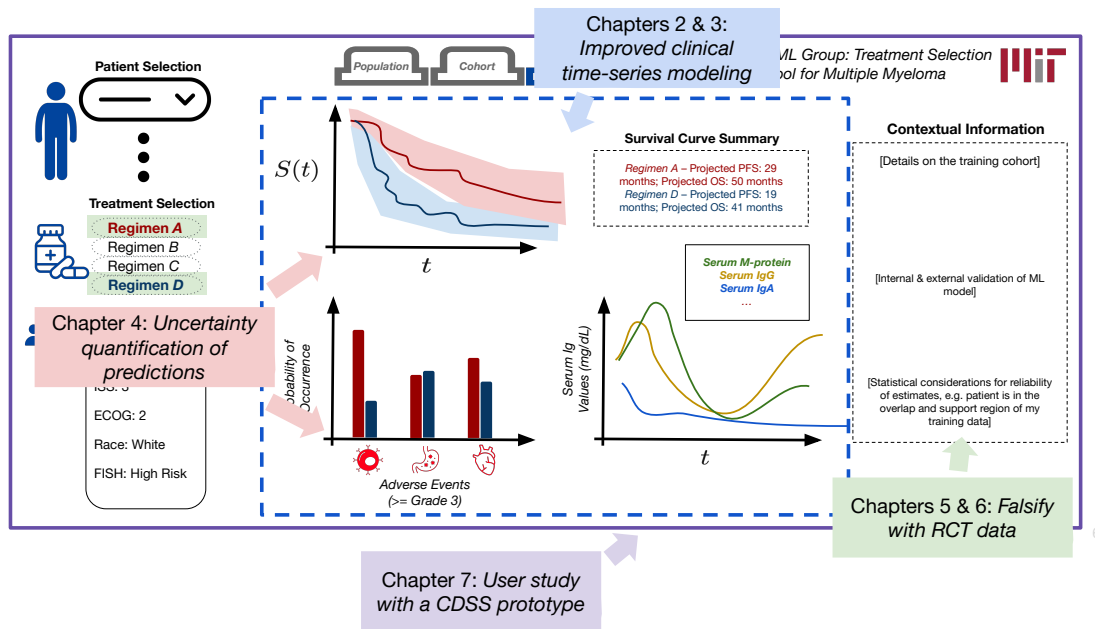 Chapters 2 & 3:
Improved clinical
time-series modeling
Population
Cohort
ML Group: Treatment Selection
Tool for Multiple Myeloma
MIT
Patient Selection
Treatment Selection
Regimen A
Regimen B
Regimen C
Regimen D
Chapter 4: Uncertainty
quantification of
predictions
ECOG: 2
Race: White
FISH: High Risk
S(t)
t
Survival Curve Summary
Regimen A – Projected PFS: 29
months; Projected OS: 50 months
Regimen D – Projected PFS: 19
months; Projected OS: 41 months
Probability of
Occurrence
Adverse Events
(>= Grade 3)
Serum M-protein
Serum IgG
Serum IgA
...
Serum Ig
Values (mg/dL)
t
Contextual Information
[Details on the training cohort]
[Internal & external validation of ML
model]
[Statistical considerations for reliability
of estimates, e.g. patient is in the
overlap and support region of my
training data]
Chapters 5 & 6: Falsify
with RCT data
Chapter 7: User study
with a CDSS prototype